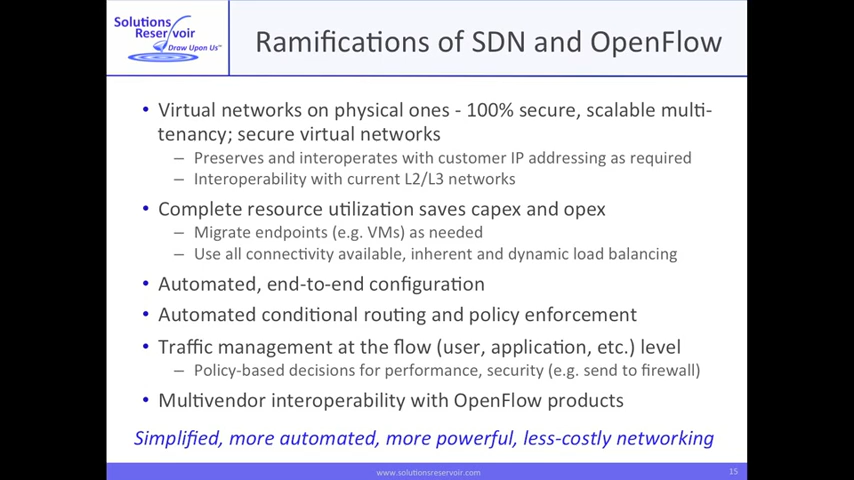 Solutions
Reservoir
Draw Upon Us™
Ramifications of SDN and OpenFlow
• Virtual networks on physical ones - 100% secure, scalable multi-
tenancy; secure virtual networks
– Preserves and interoperates with customer IP addressing as required
– Interoperability with current L2/L3 networks
• Complete resource utilization saves capex and opex
– Migrate endpoints (e.g. VMs) as needed
– Use all connectivity available, inherent and dynamic load balancing
• Automated, end-to-end configuration
• Automated conditional routing and policy enforcement
• Traffic management at the flow (user, application, etc.) level
– Policy-based decisions for performance, security (e.g. send to firewall)
• Multivendor interoperability with OpenFlow products
Simplified, more automated, more powerful, less-costly networking
www.solutionsreservoir.com
15